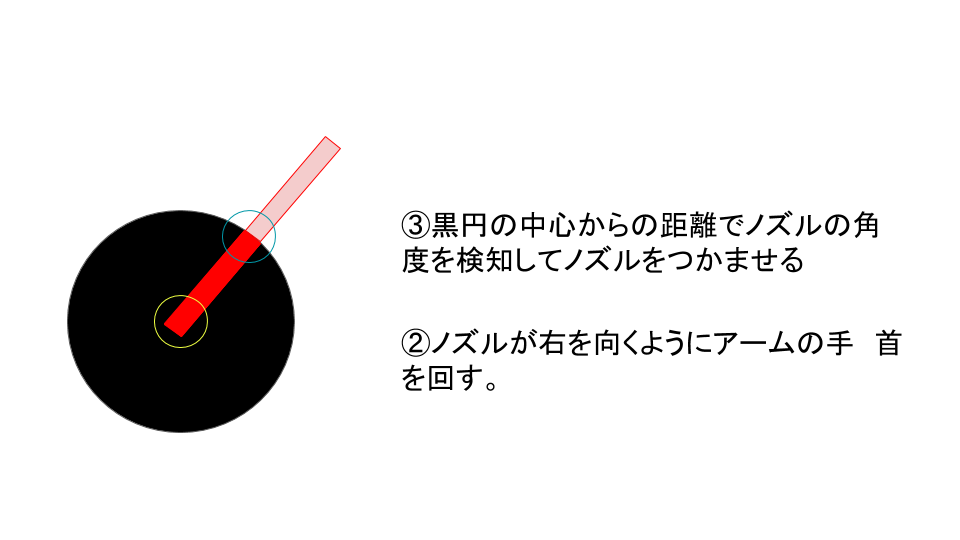 ③黒円の中心からの距離でノズルの角
度を検知してノズルをつかませる
②ノズルが右を向くようにアームの手　首
を回す。